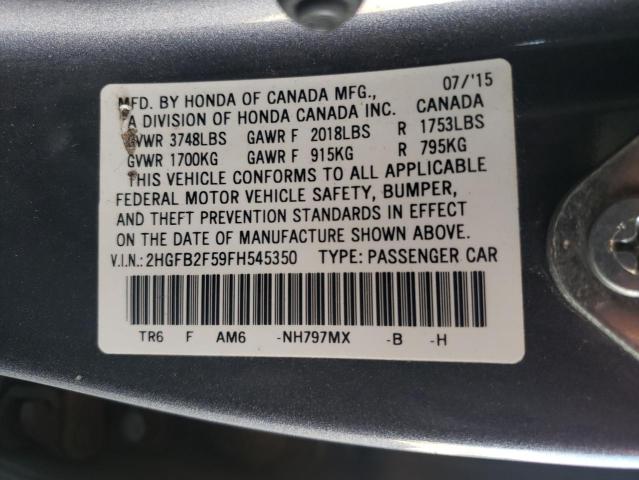 07/'15
MFD. BY HONDA OF CANADA MFG.,
A DIVISION OF HONDA CANADA INC. CANADA
GVWR 3748LBS GAWR F 2018LBS R 1753LBS
GVWR 1700KG GAWR F 915KG R 795KG
THIS VEHICLE CONFORMS TO ALL APPLICABLE
FEDERAL MOTOR VEHICLE SAFETY, BUMPER,
AND THEFT PREVENTION STANDARDS IN EFFECT
ON THE DATE OF MANUFACTURE SHOWN ABOVE.
V.I.N.: 2HGFB2F59FH545350 TYPE: PASSENGER CAR
TR6 F AM6 -NH797MX -B -H